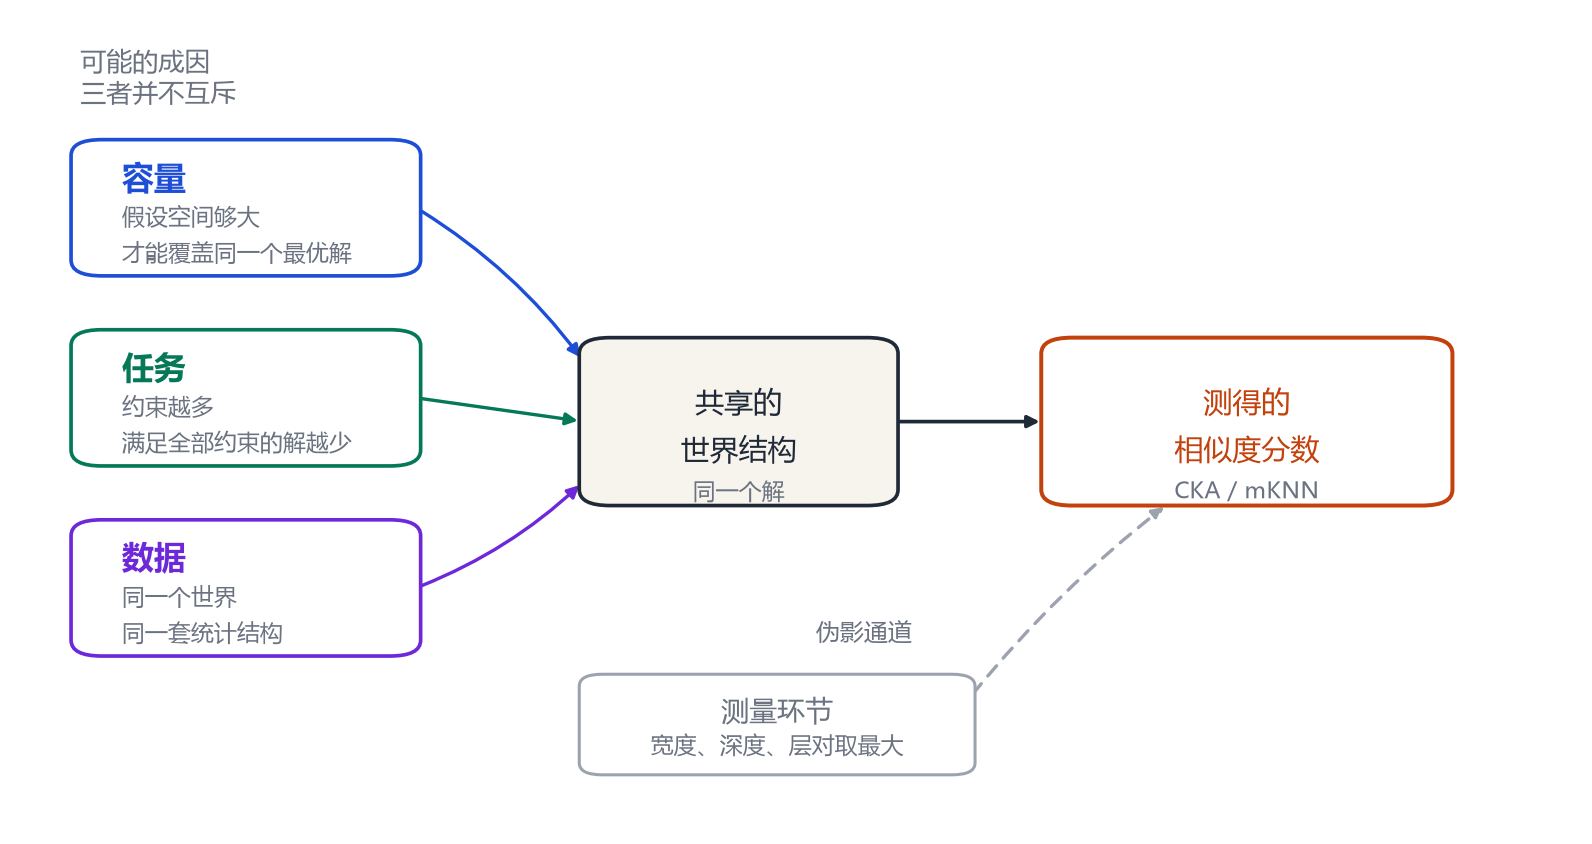 可能的成因
三者并不互斥
容量
假设空间够大
才能覆盖同一个最优解
任务
约束越多
满足全部约束的解越少
数据
同一个世界
同一套统计结构
共享的
世界结构
同一个解
测得的
相似度分数
CKA / mKNN
伪影通道
测量环节
宽度、深度、层对取最大